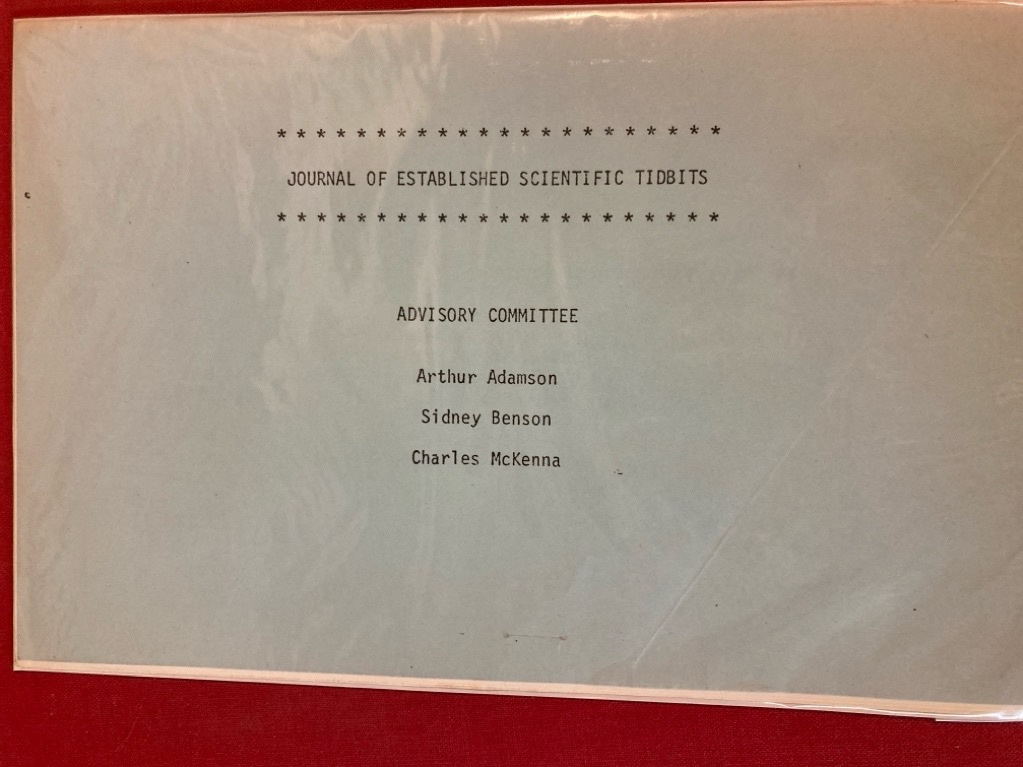 * * * * * * * * * * * * * * * * * * * * * *
JOURNAL OF ESTABLISHED SCIENTIFIC TIDBITS
* * * * * * * * * * * * * * * * * * * * * *
ADVISORY COMMITTEE
Arthur Adamson
Sidney Benson
Charles McKenna